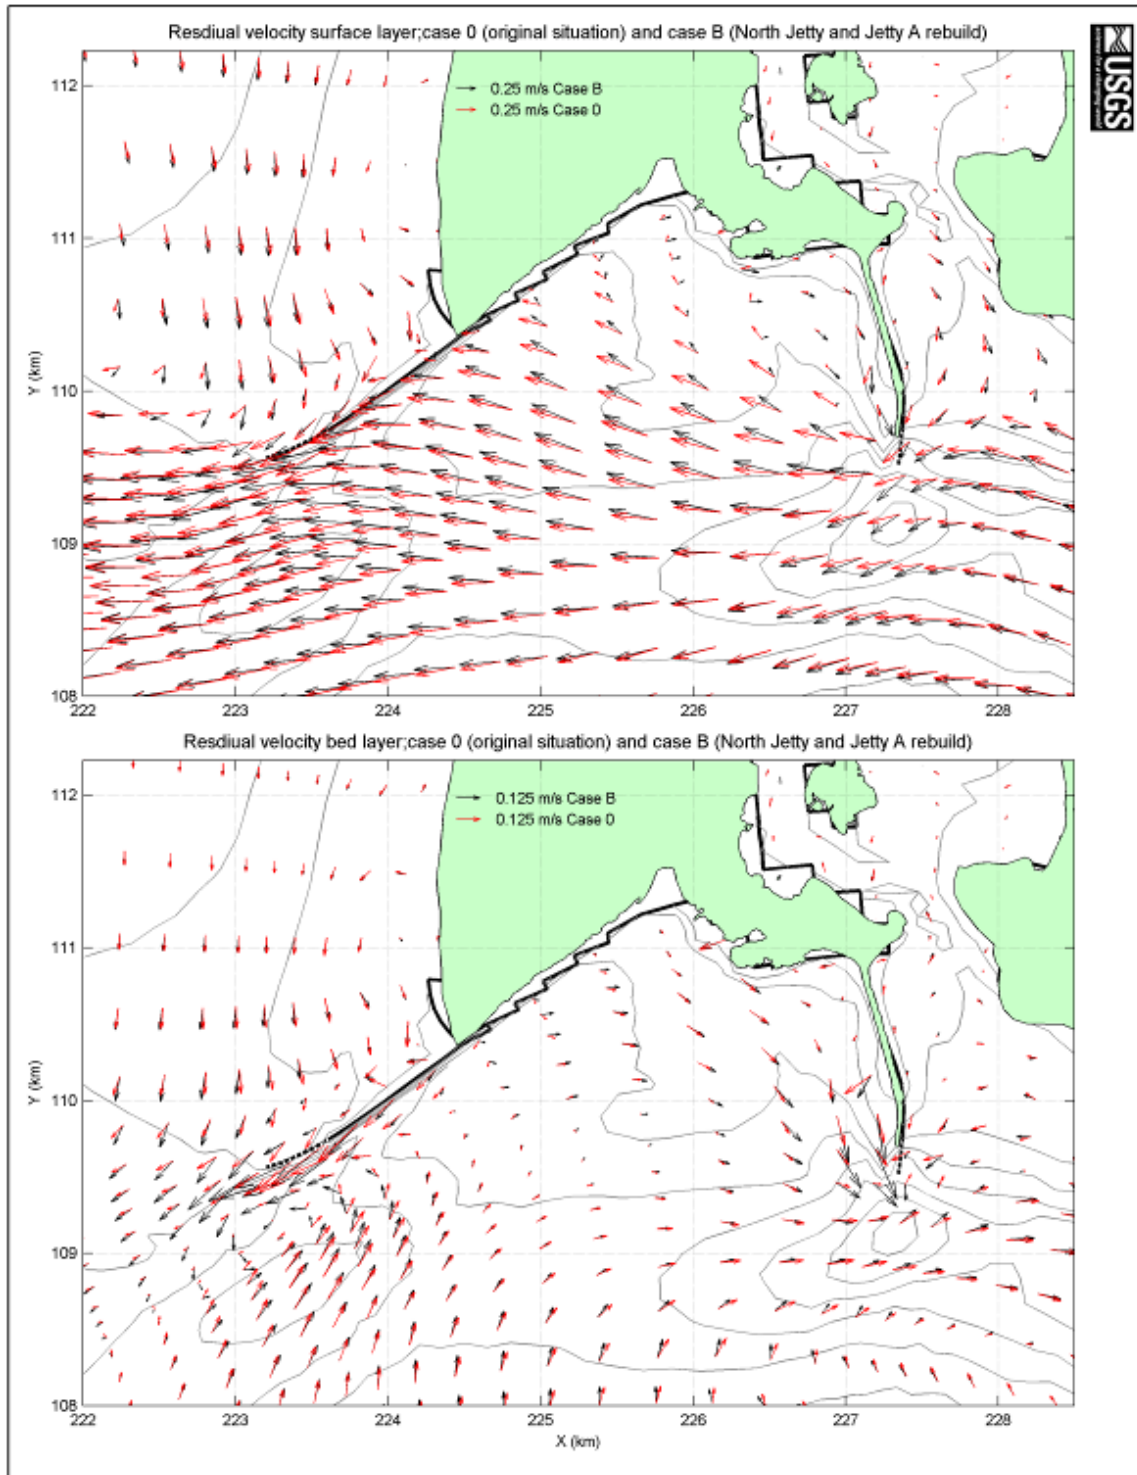 Resdiual velocity surface layer;case 0 (original situation) and case B (North Jetty and Jetty A rebuild)
USGS
0.25 m/s Case B
0.25 m/s Case 0
112
111
110
109
108
Y (km)
222 223 224 225 226 227 228
Resdiual velocity bed layer;case 0 (original situation) and case B (North Jetty and Jetty A rebuild)
0.125 m/s Case B
0.125 m/s Case 0
112
111
110
109
108
Y (km)
222 223 224 225 226 227 228
X (km)